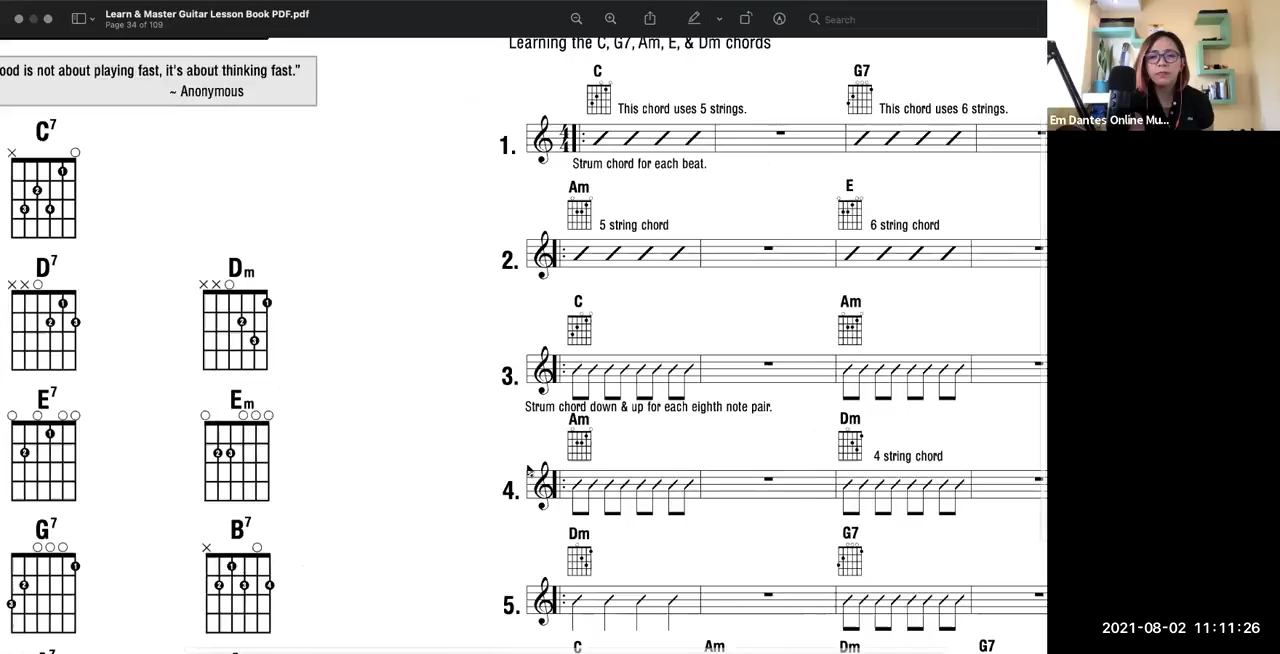 Learn & Master Guitar Lesson Book PDF.pdf
Page 34 of 109
Search
ood is not about playing fast, it's about thinking fast.”
~ Anonymous
C7
D7
Dm
E7
Em
G7
B7
Learning the C, G7, Am, E, & Dm chords
C
G7
This chord uses 5 strings.
This chord uses 6 strings.
1.
Strum chord for each beat.
Am
E
5 string chord
6 string chord
2.
C
Am
3.
Strum chord down & up for each eighth note pair.
Am
Dm
4 string chord
4.
Dm
G7
5.
C
Am
Dm
G7
Em Dantes Online Mu...
2021-08-02 11:11:26